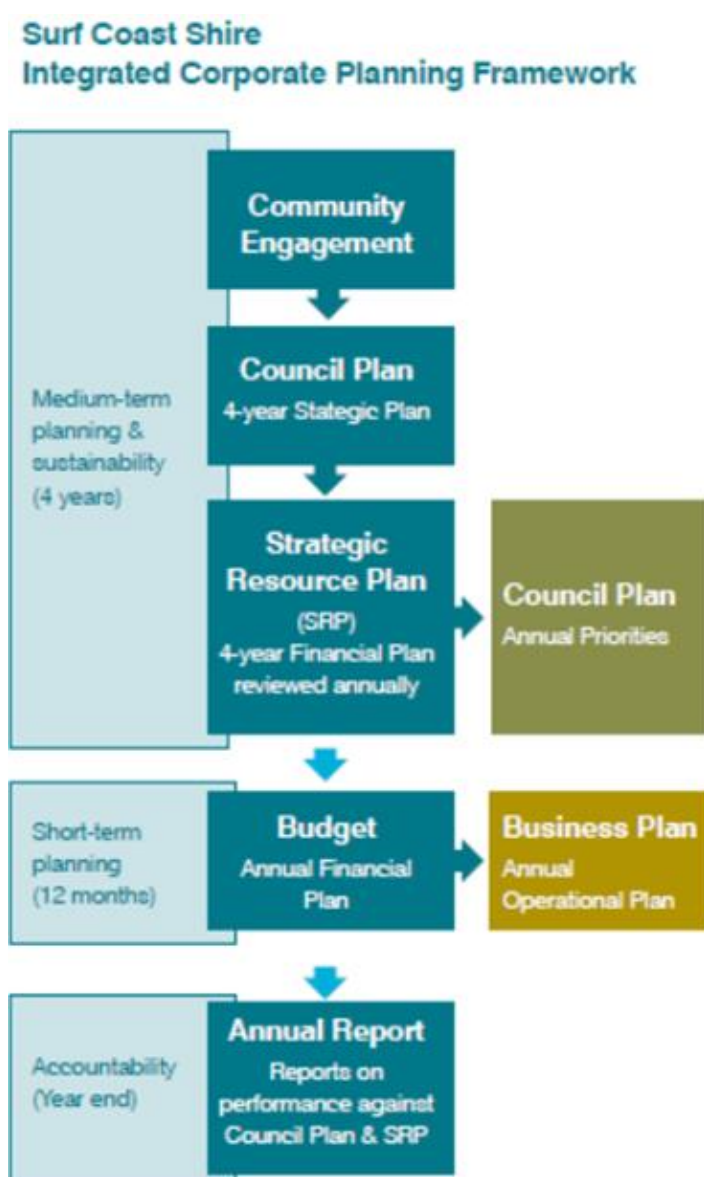 Surf Coast Shire
Integrated Corporate Planning Framework
Community
Engagement
Medium-term
planning &
sustainability
(4 years)
Council Plan
4-year Stategic Plan
Strategic
Resource Plan
(SRP)
4-year Financial Plan
reviewed annually
Council Plan
Annual Priorities
Short-term
planning
(12 months)
Budget
Annual Financial
Plan
Business Plan
Annual
Operational Plan
Accountability
(Year end)
Annual Report
Reports on
performance against
Council Plan & SRP